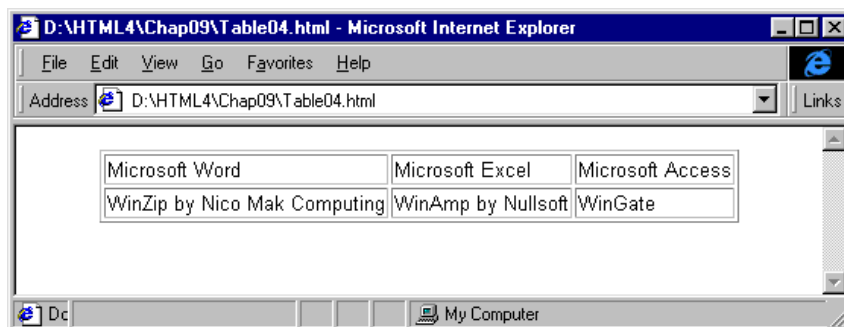 D:\HTML4\Chap09\Table04.html - Microsoft Internet Explorer
File Edit View Go Favorites Help
Address D:\HTML4\Chap09\Table04.html Links
Microsoft Word Microsoft Excel Microsoft Access
WinZip by Nico Mak Computing WinAmp by Nullsoft WinGate
Dc My Computer